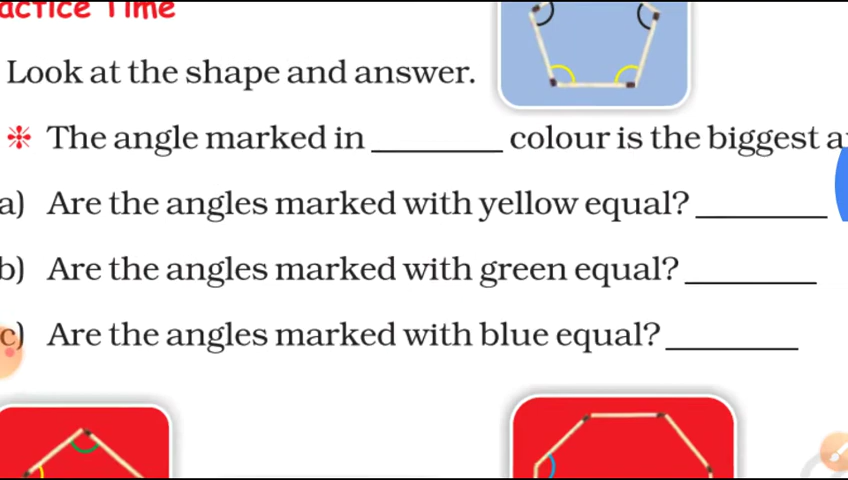 actice Time
Look at the shape and answer.
❉ The angle marked in ________ colour is the biggest a
a) Are the angles marked with yellow equal? ________
b) Are the angles marked with green equal? ________
c) Are the angles marked with blue equal? ________